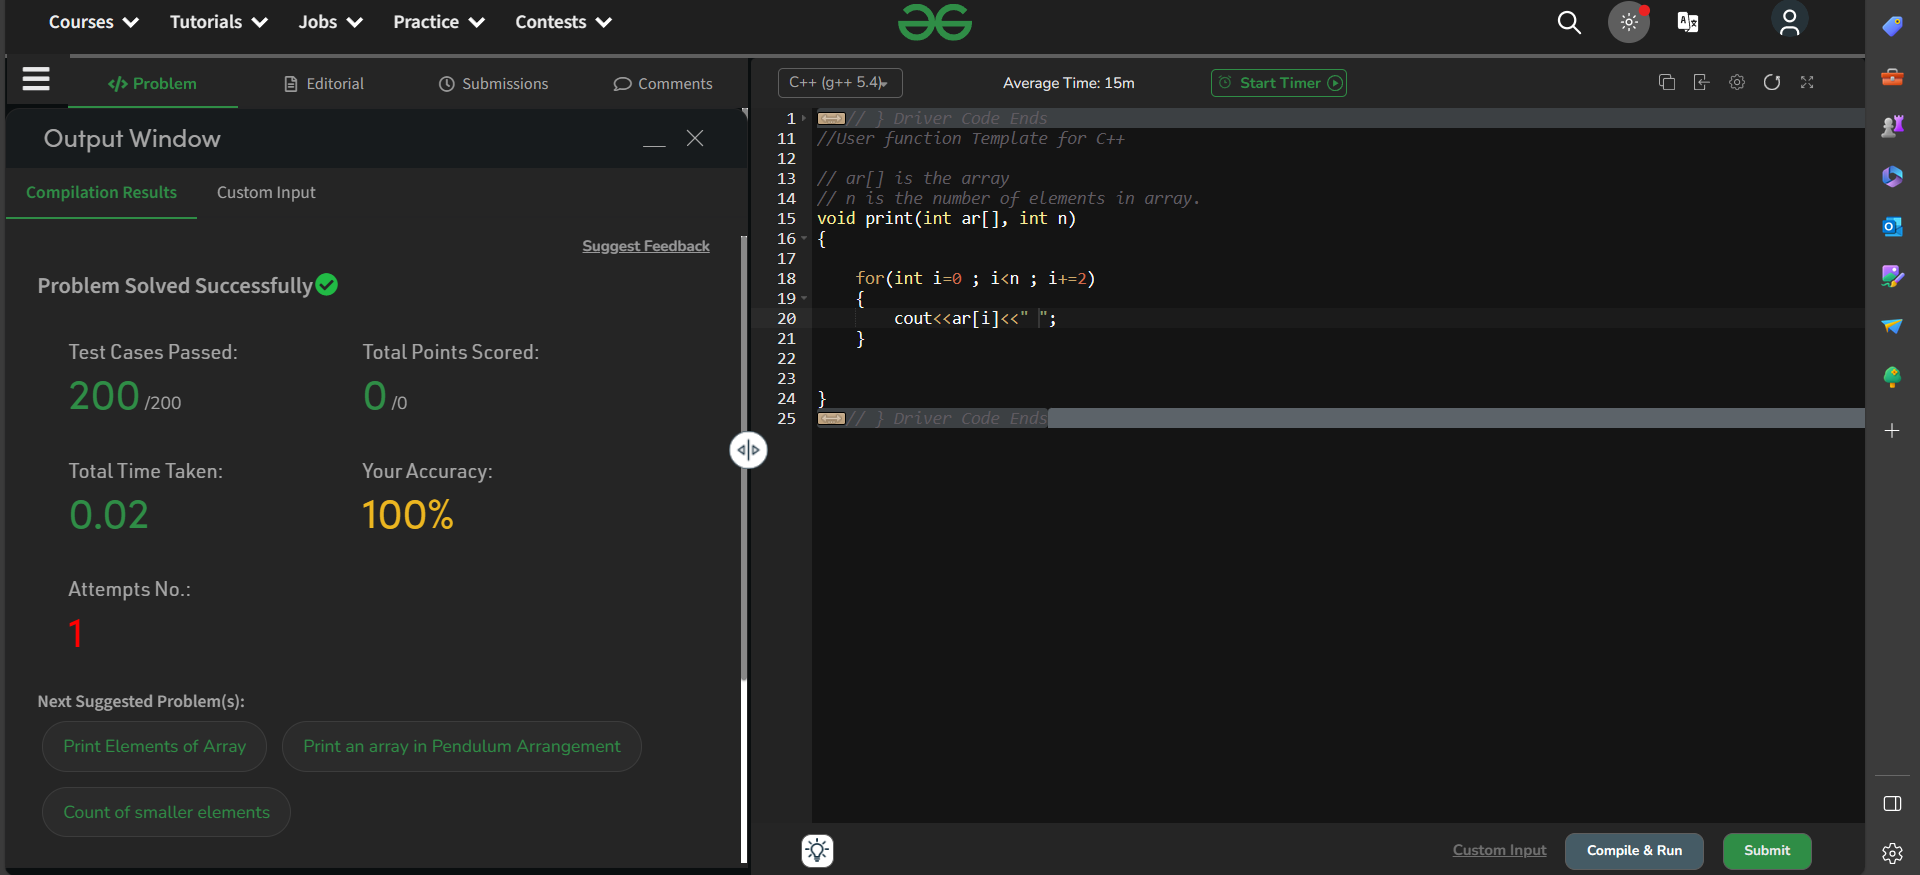 Courses Tutorials Jobs Practice Contests
Problem Editorial Submissions Comments
C++ (g++ 5.4) Average Time: 15m Start Timer
Output Window
Compilation Results Custom Input
Suggest Feedback
Problem Solved Successfully
Test Cases Passed: Total Points Scored:
200 /200 0 /0
Total Time Taken: Your Accuracy:
0.02 100%
Attempts No.:
1
Next Suggested Problem(s):
Print Elements of Array Print an array in Pendulum Arrangement
Count of smaller elements
1 // } Driver Code Ends
11 //User function Template for C++
12
13 // ar[] is the array
14 // n is the number of elements in array.
15 void print(int ar[], int n)
16 {
17
18 for(int i=0 ; i<n ; i+=2)
19 {
20 cout<<ar[i]<<" ";
21 }
22
23
24 }
25 // } Driver Code Ends
Custom Input Compile & Run Submit